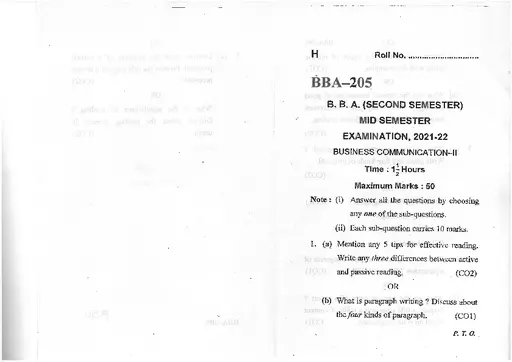 H Roll No. ..............................
BBA–205
B. B. A. (SECOND SEMESTER)
MID SEMESTER
EXAMINATION, 2021-22
BUSINESS COMMUNICATION–II
Time : 1½ Hours
Maximum Marks : 50
Note : (i) Answer all the questions by choosing
any one of the sub-questions.
(ii) Each sub-question carries 10 marks.
1. (a) Mention any 5 tips for effective reading.
Write any three differences between active
and passive reading. (CO2)
OR
(b) What is paragraph writing ? Discuss about
the four kinds of paragraph. (CO1)
P. T. O.